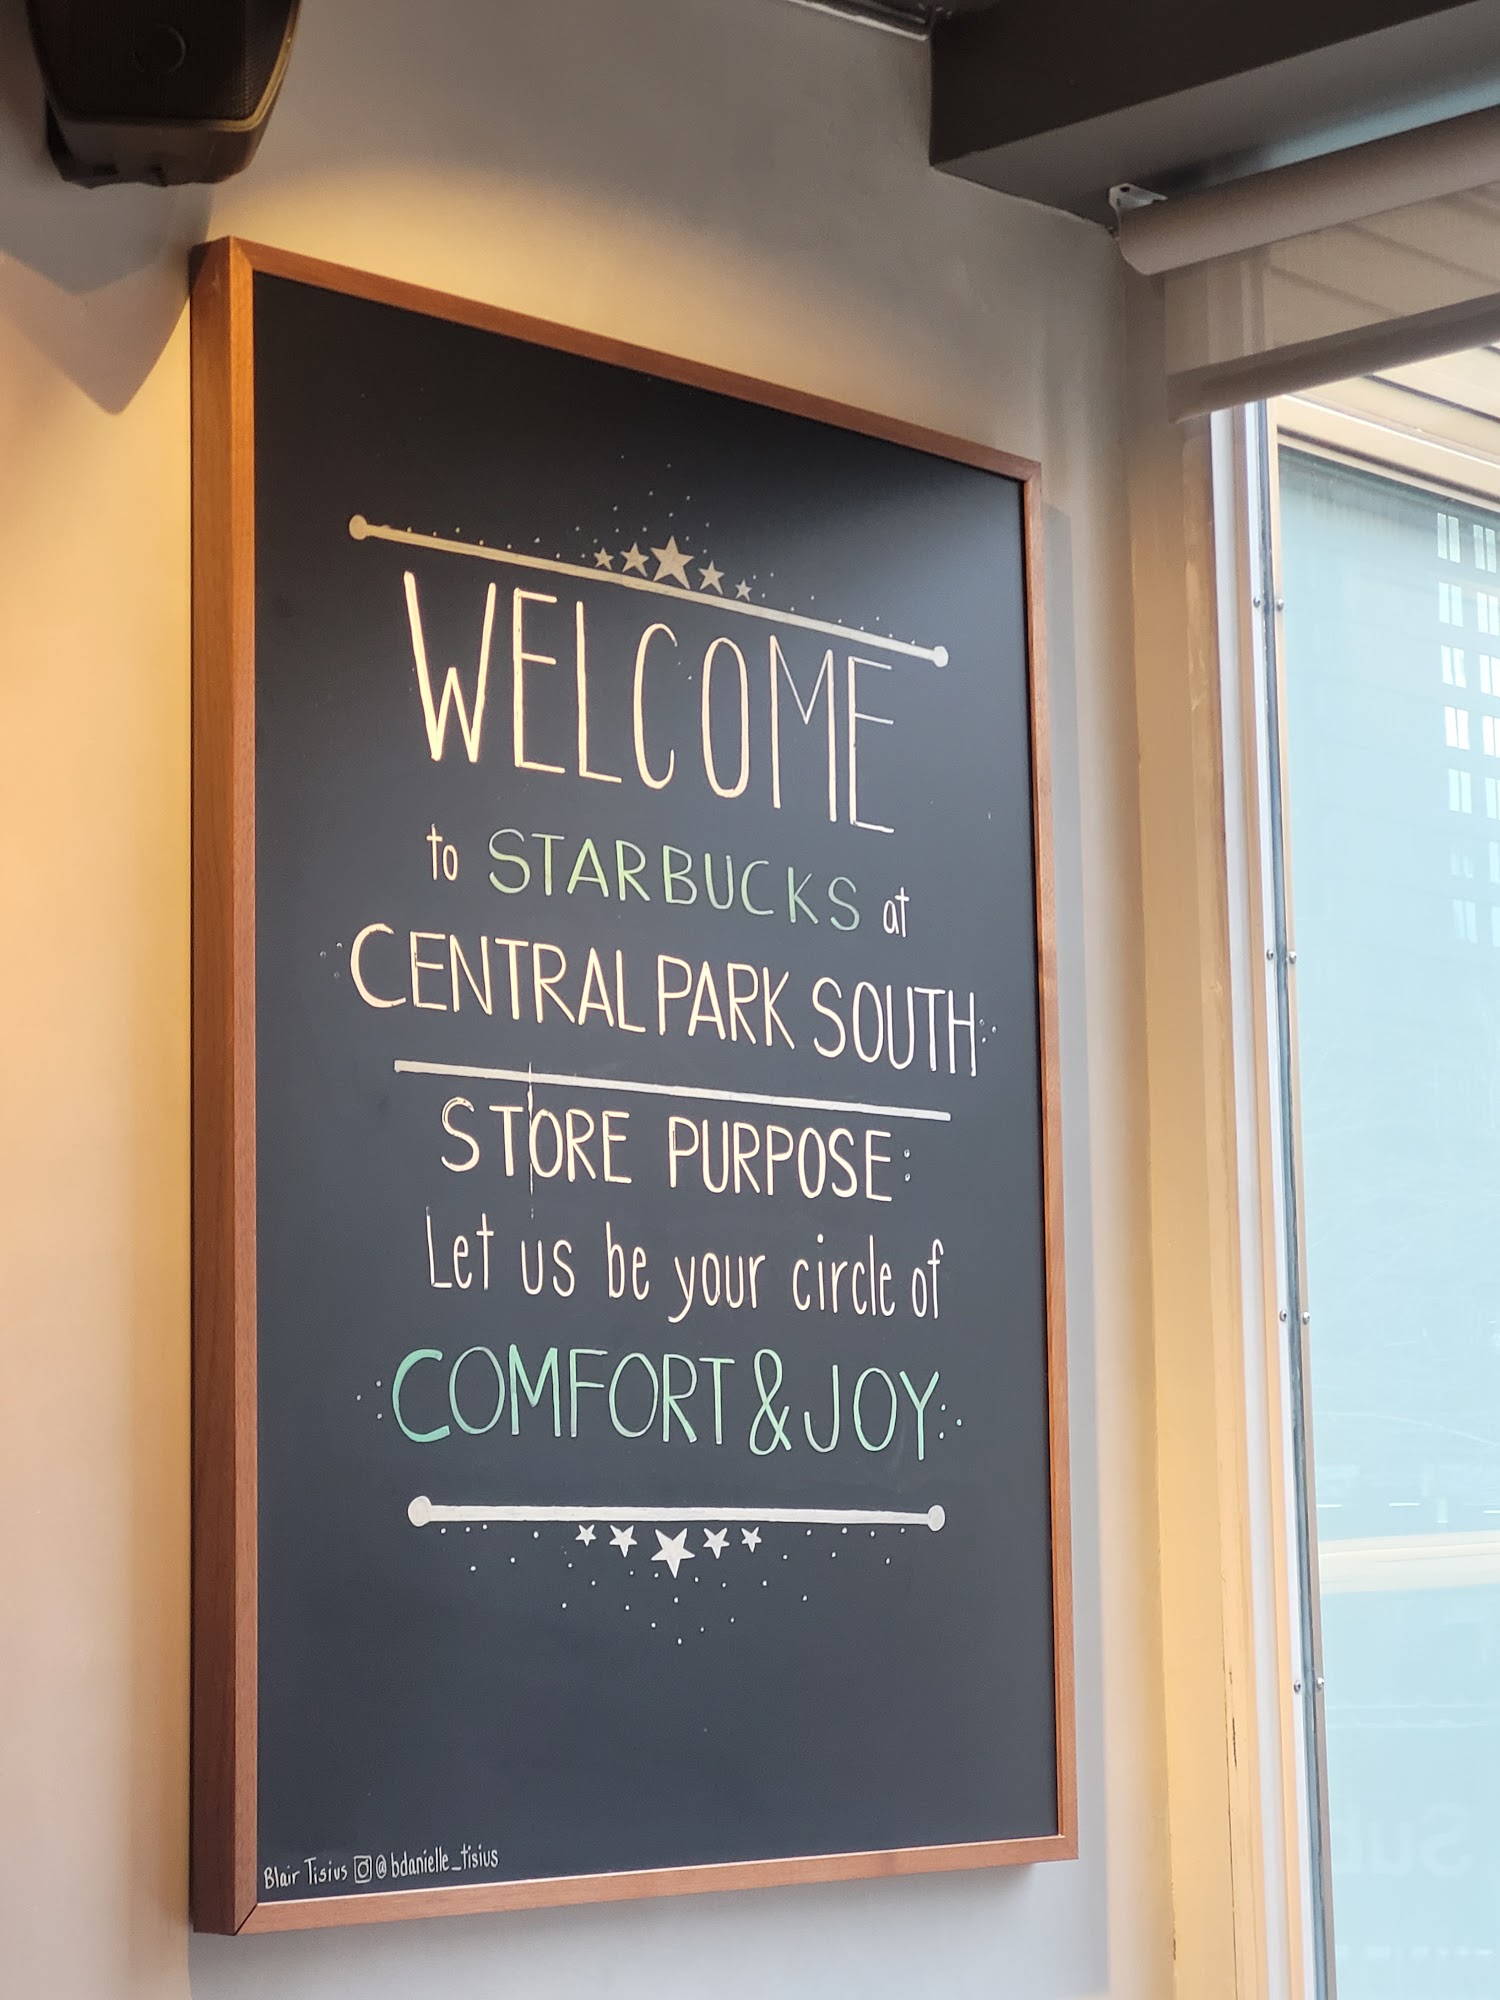 WELCOME
to STARBUCKS at
CENTRAL PARK SOUTH
STORE PURPOSE:
Let us be your circle of
COMFORT & JOY
Blair Tisius @bdanielle_tisius